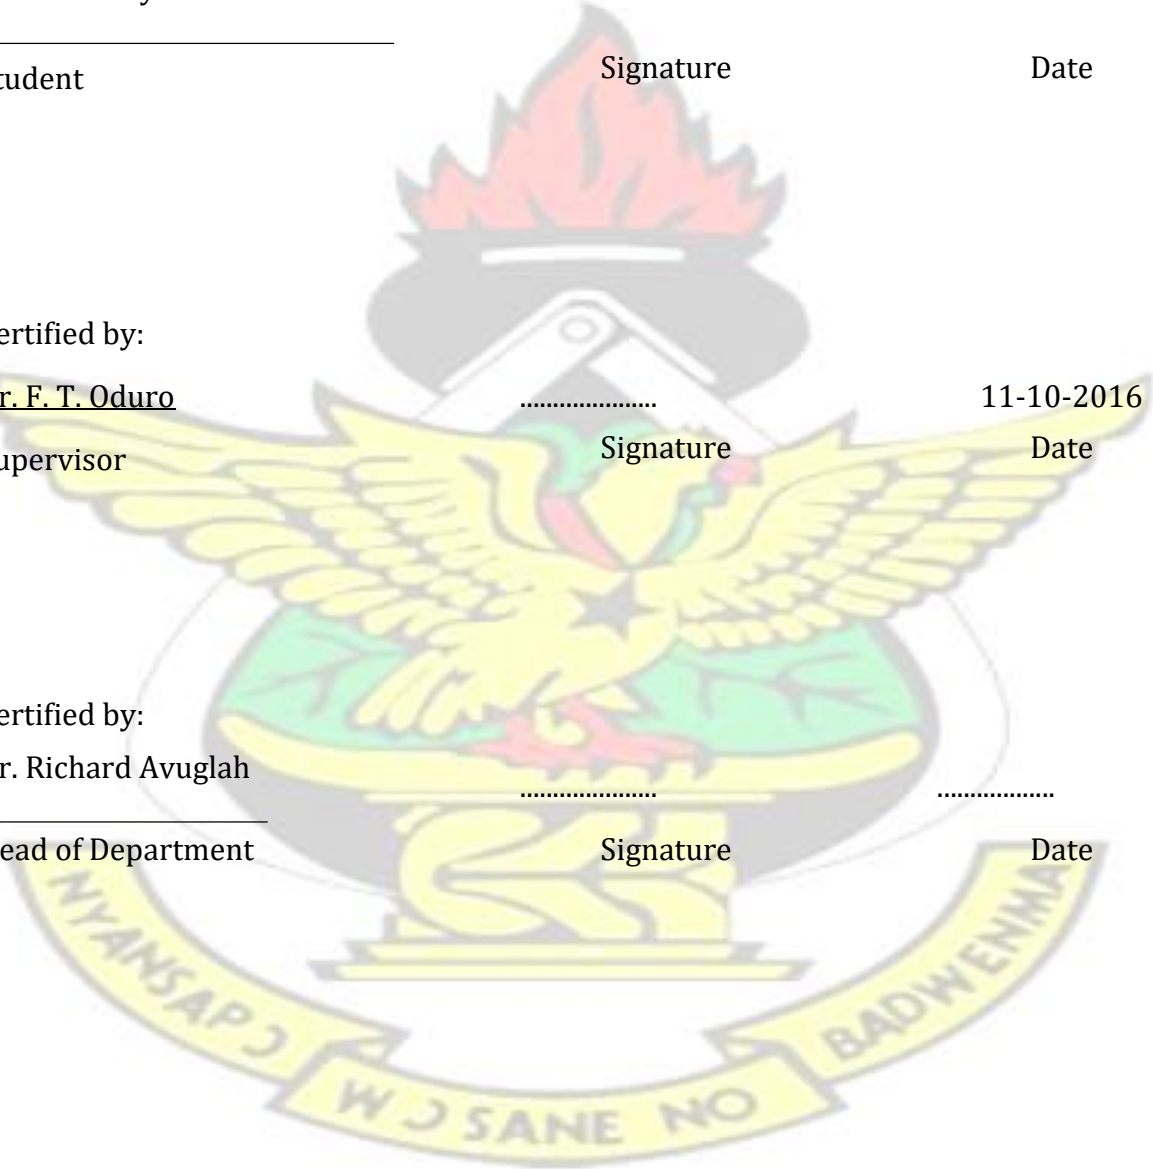 tudent Signature Date
ertified by:
r. F. T. Oduro ..................... 11-10-2016
upervisor Signature Date
ertified by:
r. Richard Avuglah ..................... ..................
ead of Department Signature Date
NYANSAPƆ WƆSANE NO BADWENMA